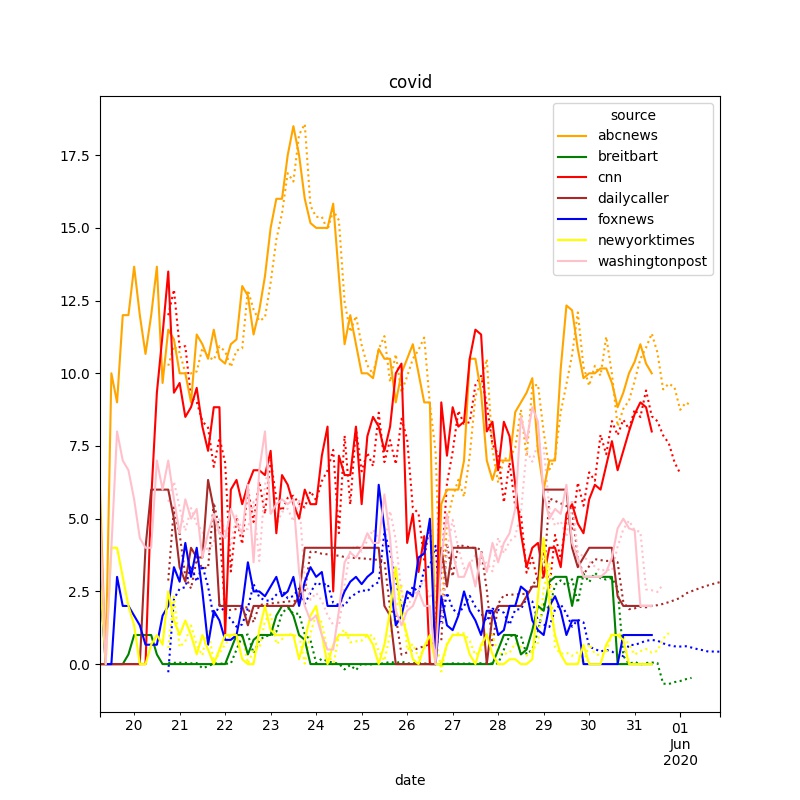 covid
source
abcnews
breitbart
cnn
dailycaller
foxnews
newyorktimes
washingtonpost
17.5
15.0
12.5
10.0
7.5
5.0
2.5
0.0
20 21 22 23 24 25 26 27 28 29 30 31 01
Jun
2020
date